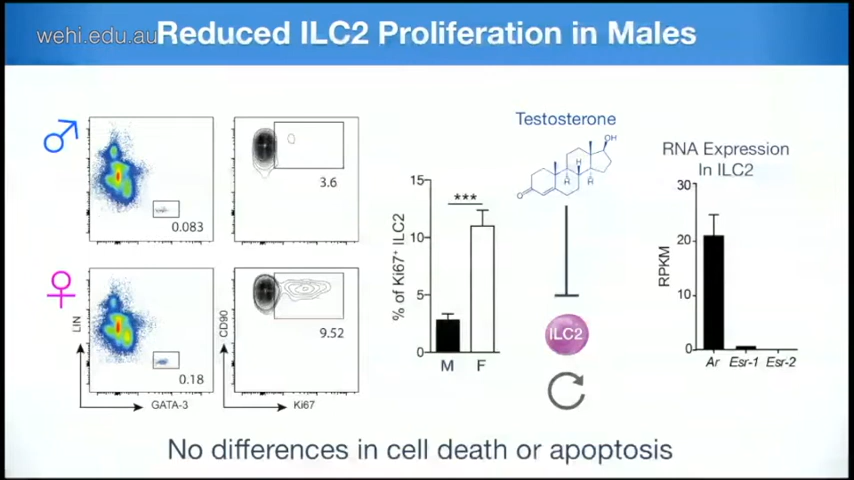 wehi.edu.au
Reduced ILC2 Proliferation in Males
♂
0.083
3.6
♀
LIN
0.18
GATA-3
CD90
9.52
Ki67
% of Ki67⁺ ILC2
15
10
5
0
***
M F
Testosterone
OH
H
H
H
O
ILC2
RNA Expression
In ILC2
RPKM
30
20
10
0
Ar Esr-1 Esr-2
No differences in cell death or apoptosis